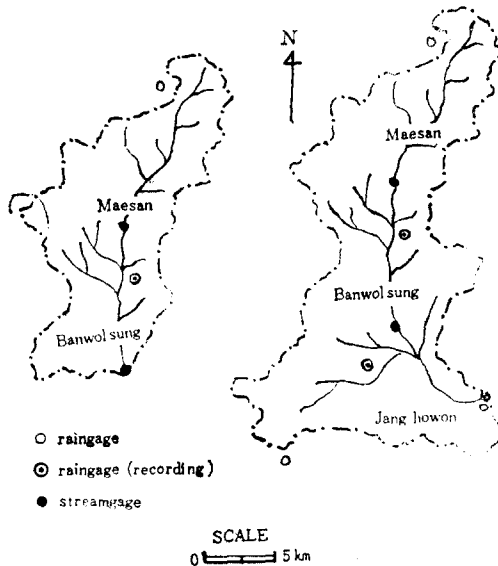 N
Maesan
Maesan
Banwol sung
Banwol sung
Jang howon
raingage
raingage (recording)
streamgage
SCALE
0 5 km